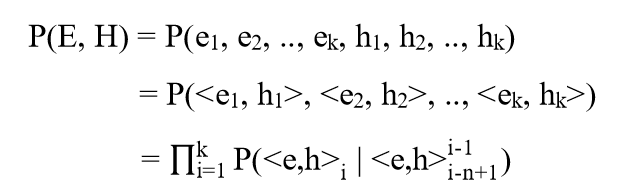 P(E, H) = P(e₁, e₂, .., eₖ, h₁, h₂, .., hₖ)
= P(<e₁, h₁>, <e₂, h₂>, .., <eₖ, hₖ>)
= ∏ᵢ₌₁ᵏ P(<e,h>ᵢ | <e,h>ᵢ₋ₙ₊₁ⁱ⁻¹)